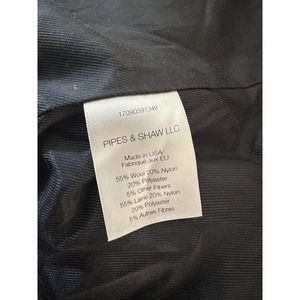 17090591349
PIPES & SHAW LLC
Made in USA/
Fabriqué aux EU
55% Wool 20% Nylon
20% Polyester
5% Other Fibers
55% Laine 20% Nylon
20% Polyester
5% Autres Fibres